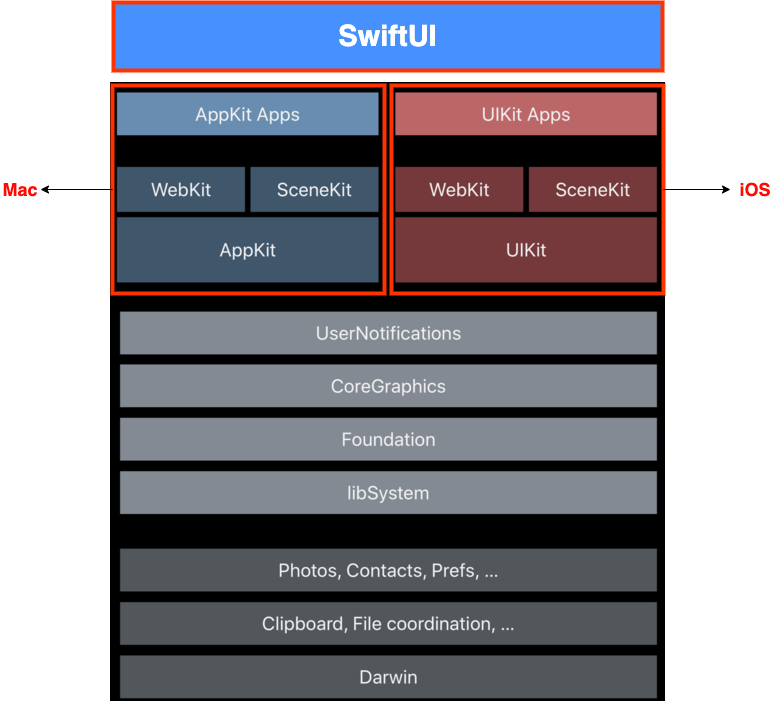 SwiftUI
AppKit Apps
UIKit Apps
WebKit
SceneKit
WebKit
SceneKit
Mac
iOS
AppKit
UIKit
UserNotifications
CoreGraphics
Foundation
libSystem
Photos, Contacts, Prefs, ...
Clipboard, File coordination, ...
Darwin